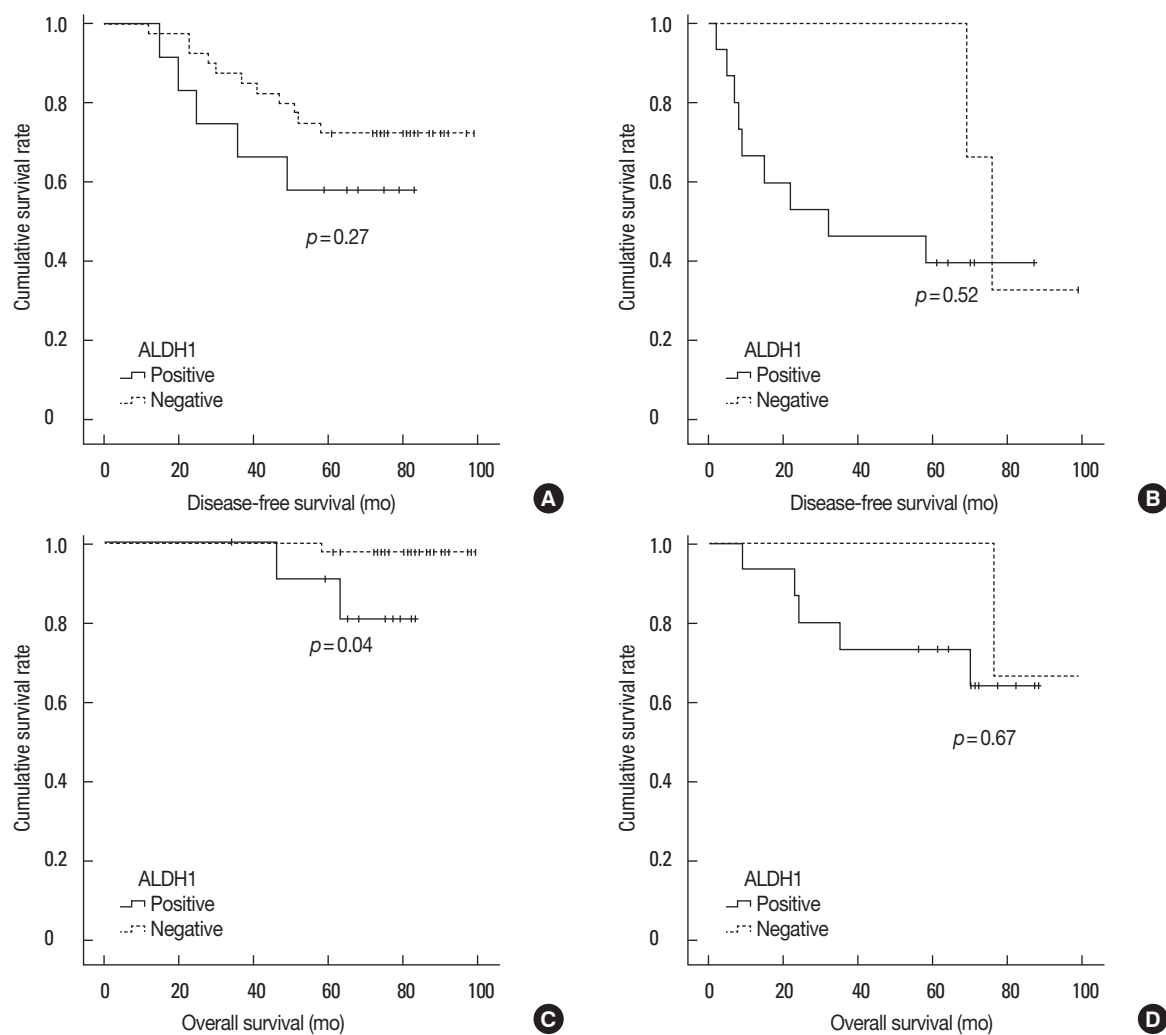 1.0
0.8
0.6
0.4
0.2
0
Cumulative survival rate
p=0.27
ALDH1
Positive
Negative
0 20 40 60 80 100
Disease-free survival (mo)
A
1.0
0.8
0.6
0.4
0.2
0
Cumulative survival rate
p=0.52
ALDH1
Positive
Negative
0 20 40 60 80 100
Disease-free survival (mo)
B
1.0
0.8
0.6
0.4
0.2
0
Cumulative survival rate
p=0.04
ALDH1
Positive
Negative
0 20 40 60 80 100
Overall survival (mo)
C
1.0
0.8
0.6
0.4
0.2
0
Cumulative survival rate
p=0.67
ALDH1
Positive
Negative
0 20 40 60 80 100
Overall survival (mo)
D